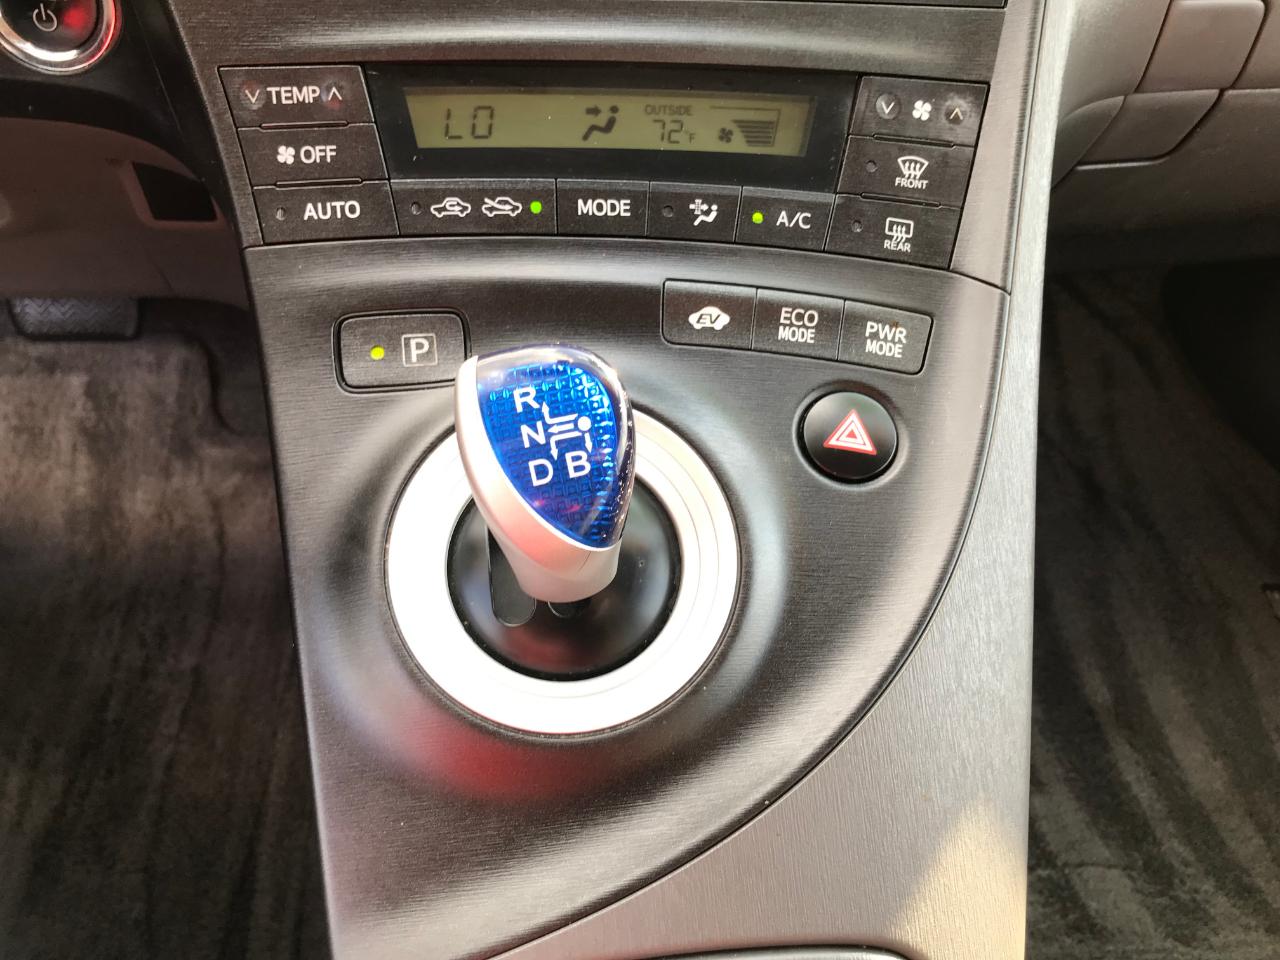 TEMP
LO
OUTSIDE
72°F
OFF
FRONT
AUTO
MODE
A/C
REAR
EV
ECO
MODE
PWR
MODE
P
R
N
D B